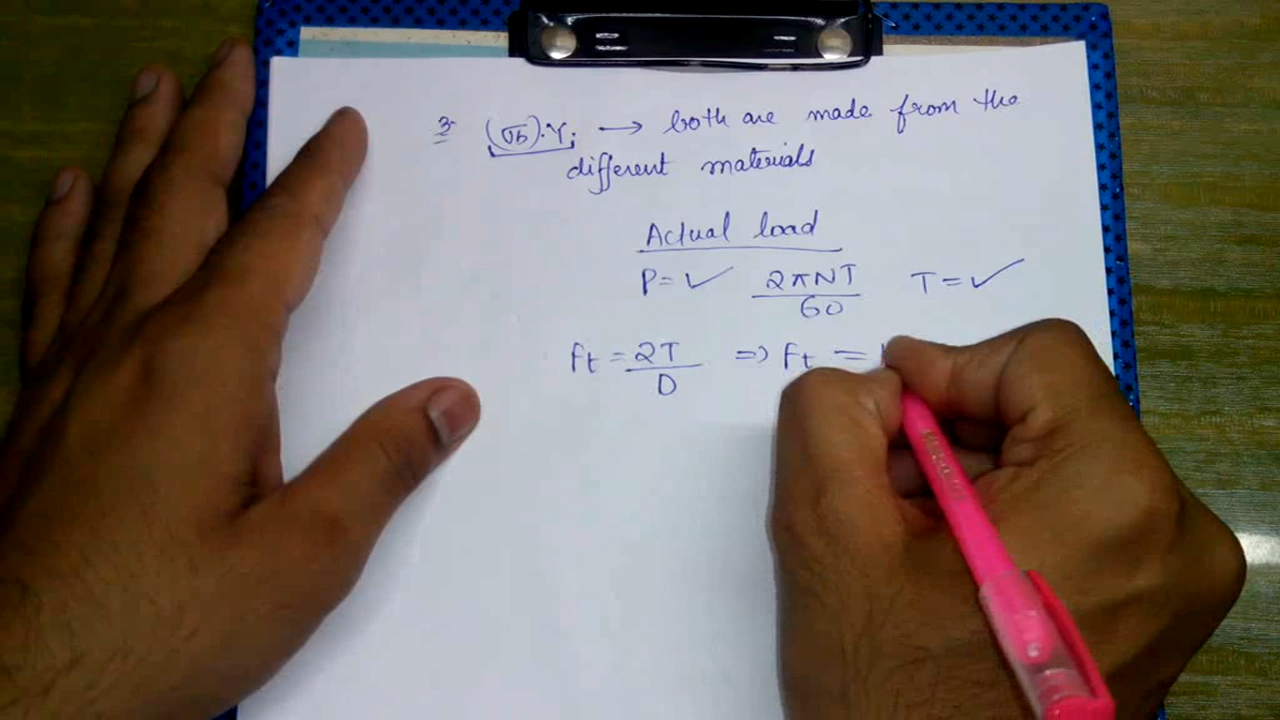 3 (σb).Y. → both are made from the
different materials
Actual load
P=✓ 2πNT/60 T=✓
Ft = 2T/D ⇒ Ft =